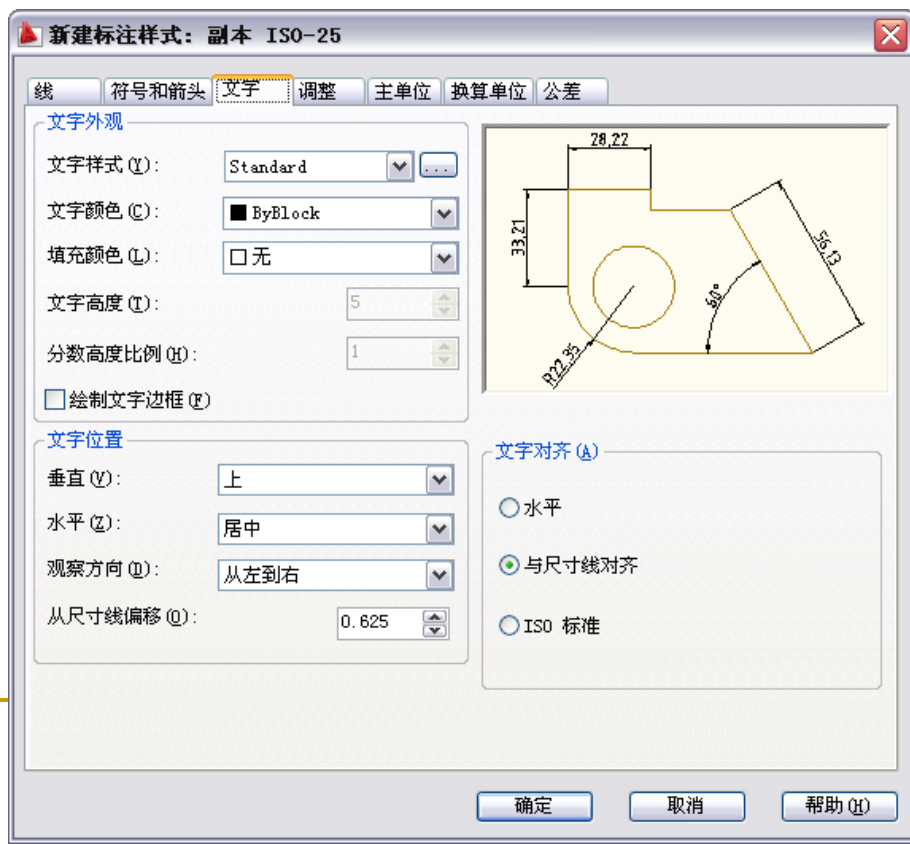 新建标注样式: 副本 ISO-25
线 符号和箭头 文字 调整 主单位 换算单位 公差
文字外观
文字样式(Y): Standard ...
文字颜色(C): ByBlock
填充颜色(L): 无
文字高度(T): 5
分数高度比例(H): 1
绘制文字边框(F)
28,22
33,21
56,13
60°
R22,35
文字位置
垂直(V): 上
水平(Z): 居中
观察方向(D): 从左到右
从尺寸线偏移(O): 0.625
文字对齐(A)
水平
与尺寸线对齐
ISO 标准
确定 取消 帮助(H)